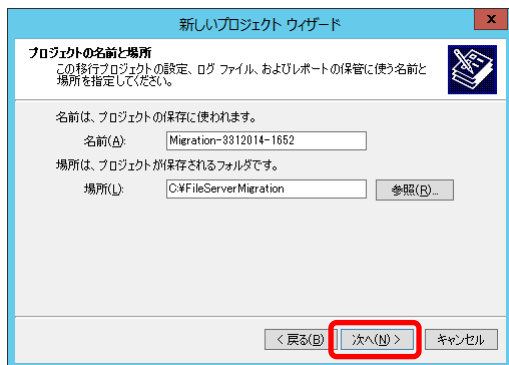 新しいプロジェクト ウィザード
x
プロジェクトの名前と場所
この移行プロジェクトの設定、ログ ファイル、およびレポートの保管に使う名前と
場所を指定してください。
名前は、プロジェクトの保存に使われます。
名前(A): Migration-3312014-1652
場所は、プロジェクトが保存されるフォルダです。
場所(L): C:¥FileServerMigration 参照(R)...
< 戻る(B) 次へ(N) > キャンセル